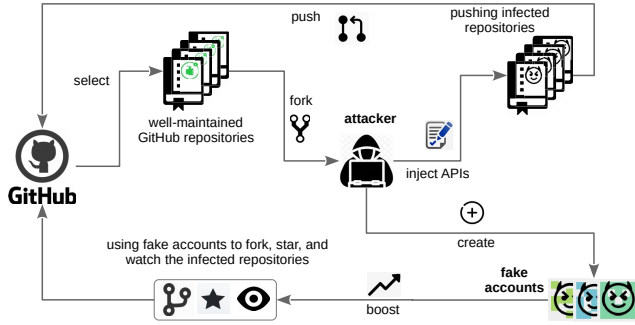 push
pushing infected
repositories
select
well-maintained
GitHub repositories
fork
attacker
inject APIs
GitHub
create
using fake accounts to fork, star, and
watch the infected repositories
boost
fake
accounts